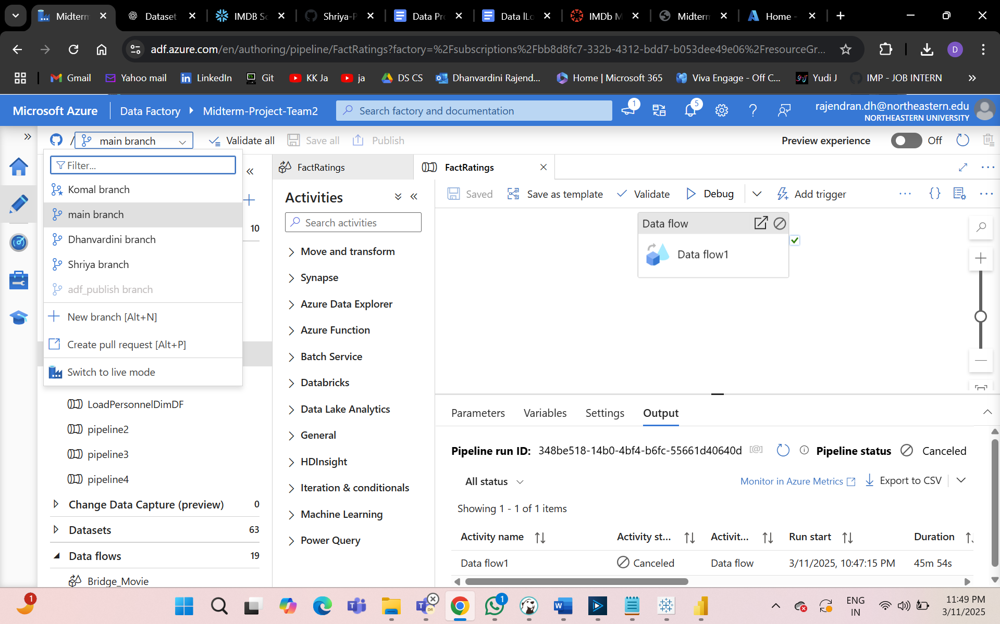 Midterm
Dataset
IMDB Sc
Shriya-P
Data Pro
Data lLo
IMDb M
Midterm
Home -
adf.azure.com/en/authoring/pipeline/FactRatings?factory=%2Fsubscriptions%2Fbb8d8fc7-332b-4312-bdd7-b053dee49e06%2FresourceGr...
D
Gmail
Yahoo mail
LinkedIn
Git
KK Ja
ja
DS CS
Dhanvardini Rajend...
Home | Microsoft 365
Viva Engage - Off C...
Yudi J
IMP - JOB INTERN
Microsoft Azure
Data Factory
Midterm-Project-Team2
Search factory and documentation
1
5
rajendran.dh@northeastern.edu
NORTHEASTERN UNIVERSITY
/ main branch
Validate all
Save all
Publish
Preview experience
Off
Filter...
Komal branch
main branch
Dhanvardini branch
Shriya branch
adf_publish branch
New branch [Alt+N]
Create pull request [Alt+P]
Switch to live mode
10
LoadPersonnelDimDF
pipeline2
pipeline3
pipeline4
Change Data Capture (preview) 0
Datasets 63
Data flows 19
Bridge_Movie
FactRatings
FactRatings
Activities
Search activities
Move and transform
Synapse
Azure Data Explorer
Azure Function
Batch Service
Databricks
Data Lake Analytics
General
HDInsight
Iteration & conditionals
Machine Learning
Power Query
Saved
Save as template
Validate
Debug
Add trigger
{}
Data flow
Data flow1
Parameters
Variables
Settings
Output
Pipeline run ID: 348be518-14b0-4bf4-b6fc-55661d40640d [@]
Pipeline status
Canceled
All status
Monitor in Azure Metrics
Export to CSV
Showing 1 - 1 of 1 items
Activity name
Activity st...
Activit...
Run start
Duration
Data flow1
Canceled
Data flow
3/11/2025, 10:47:15 PM
45m 54s
1
DR
1
ENG
IN
11:49 PM
3/11/2025